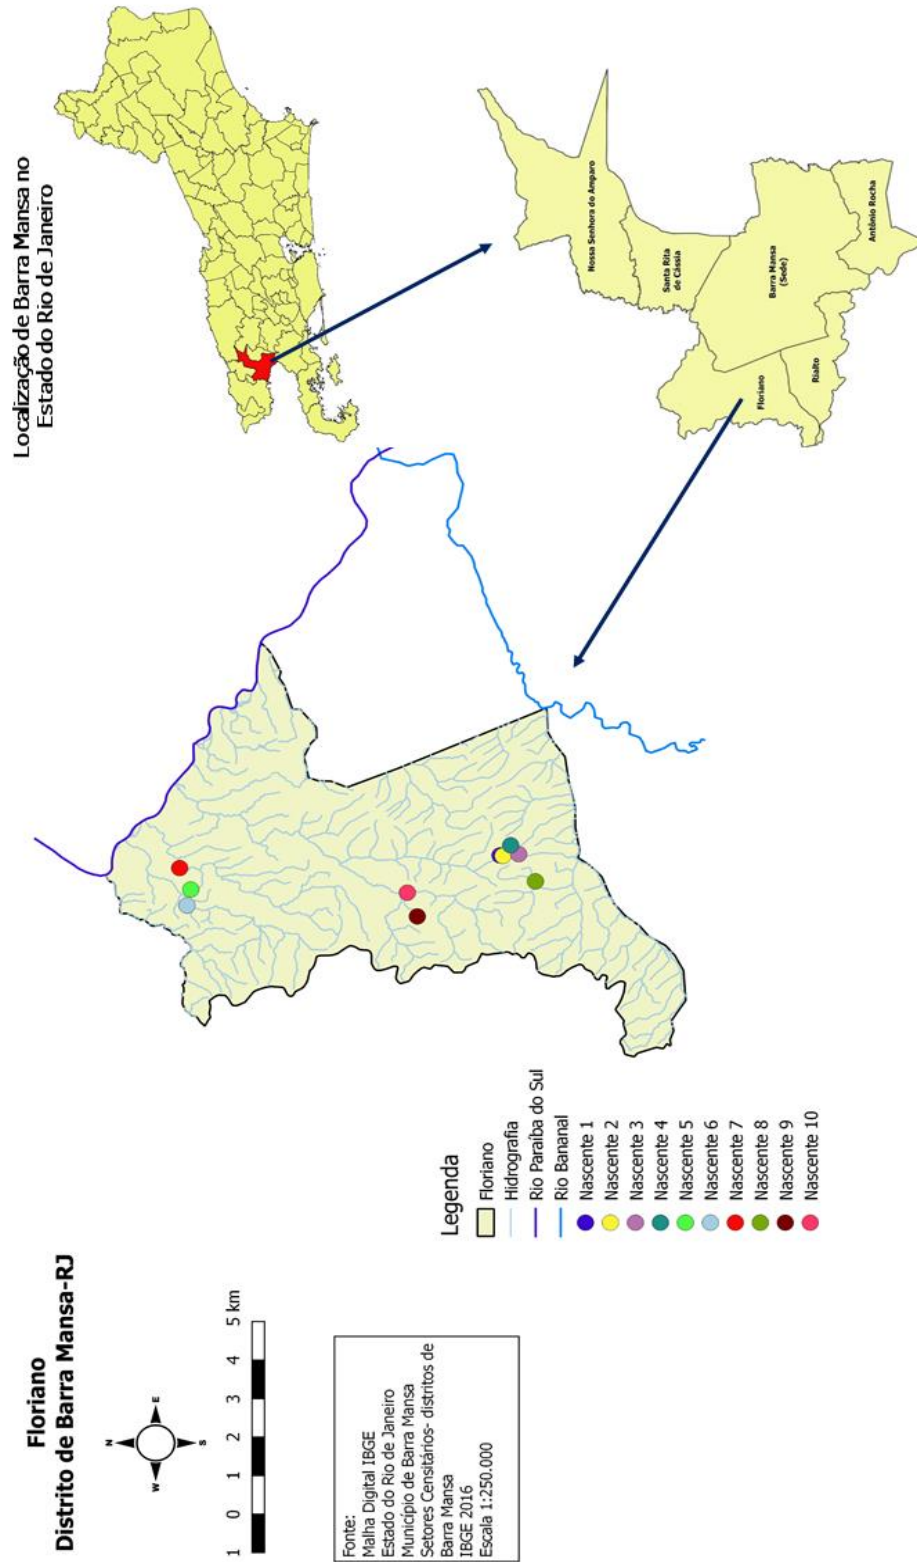 Floriano
Distrito de Barra Mansa-RJ
N
W
E
S
1 0 1 2 3 4 5 km
Fonte:
Malha Digital IBGE
Estado do Rio de Janeiro
Município de Barra Mansa
Setores Censitários- distritos de
Barra Mansa
IBGE 2016
Escala 1:250.000
Legenda
Floriano
Hidrografia
Rio Paraíba do Sul
Rio Bananal
Nascente 1
Nascente 2
Nascente 3
Nascente 4
Nascente 5
Nascente 6
Nascente 7
Nascente 8
Nascente 9
Nascente 10
Localização de Barra Mansa no
Estado do Rio de Janeiro
Nossa Senhora do Amparo
Santa Rita
de Cássia
Barra Mansa
(Sede)
Antônio Rocha
Floriano
Rialto